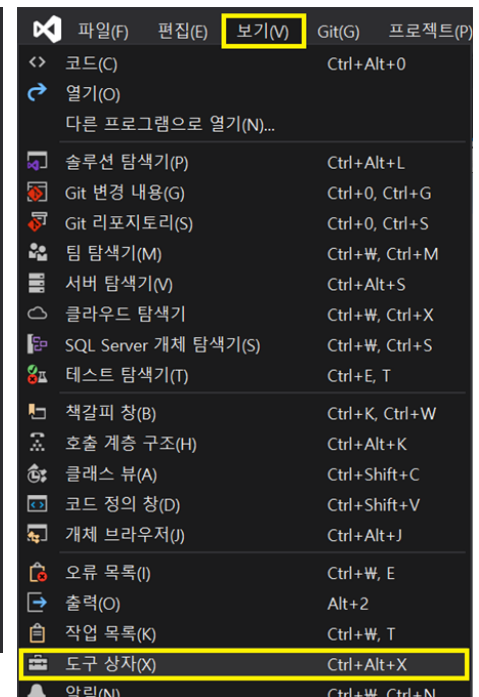 파일(F) 편집(E) 보기(V) Git(G) 프로젝트(P)
코드(C) Ctrl+Alt+0
열기(O)
다른 프로그램으로 열기(N)...
솔루션 탐색기(P) Ctrl+Alt+L
Git 변경 내용(G) Ctrl+0, Ctrl+G
Git 리포지토리(S) Ctrl+0, Ctrl+S
팀 탐색기(M) Ctrl+₩, Ctrl+M
서버 탐색기(V) Ctrl+Alt+S
클라우드 탐색기 Ctrl+₩, Ctrl+X
SQL Server 개체 탐색기(S) Ctrl+₩, Ctrl+S
테스트 탐색기(T) Ctrl+E, T
책갈피 창(B) Ctrl+K, Ctrl+W
호출 계층 구조(H) Ctrl+Alt+K
클래스 뷰(A) Ctrl+Shift+C
코드 정의 창(D) Ctrl+Shift+V
개체 브라우저(J) Ctrl+Alt+J
오류 목록(I) Ctrl+₩, E
출력(O) Alt+2
작업 목록(K) Ctrl+₩, T
도구 상자(X) Ctrl+Alt+X
알림(N) Ctrl+₩, Ctrl+N